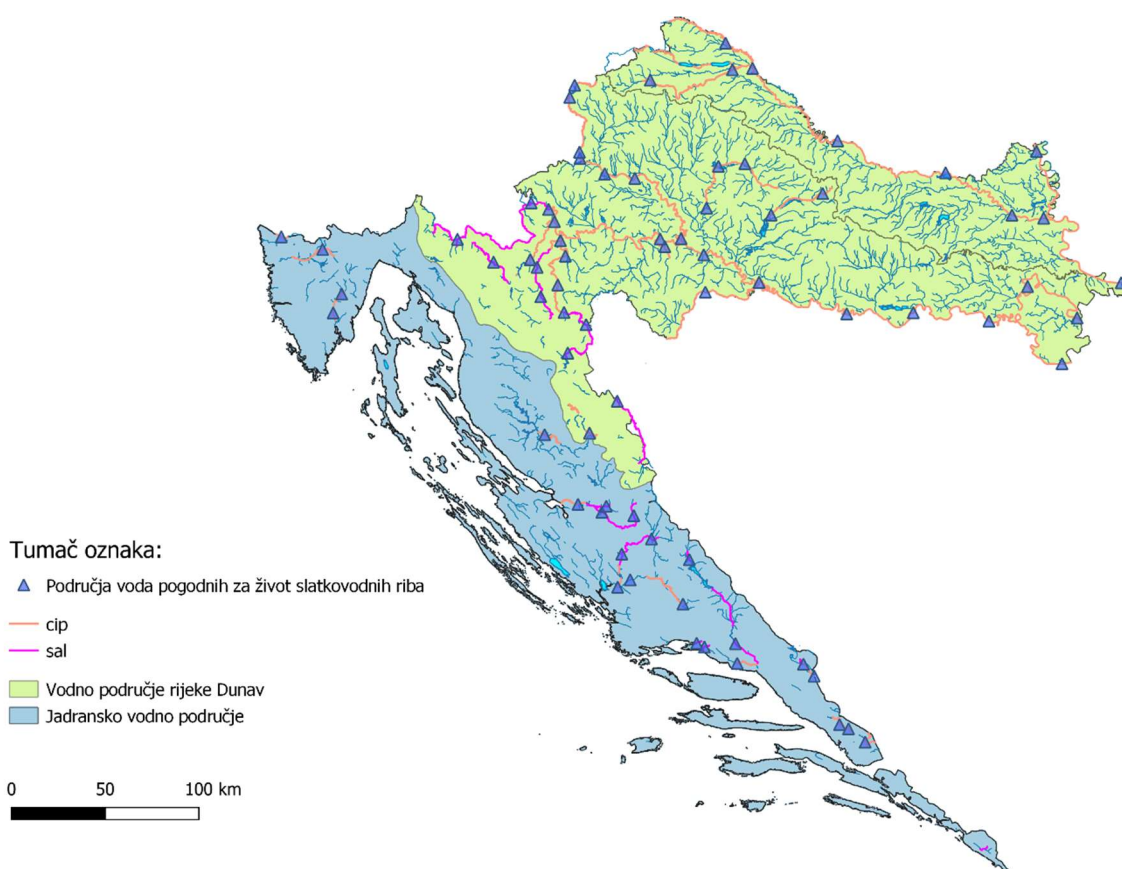 Tumač oznaka:
Područja voda pogodnih za život slatkovodnih riba
cip
sal
Vodno područje rijeke Dunav
Jadransko vodno područje
0 50 100 km